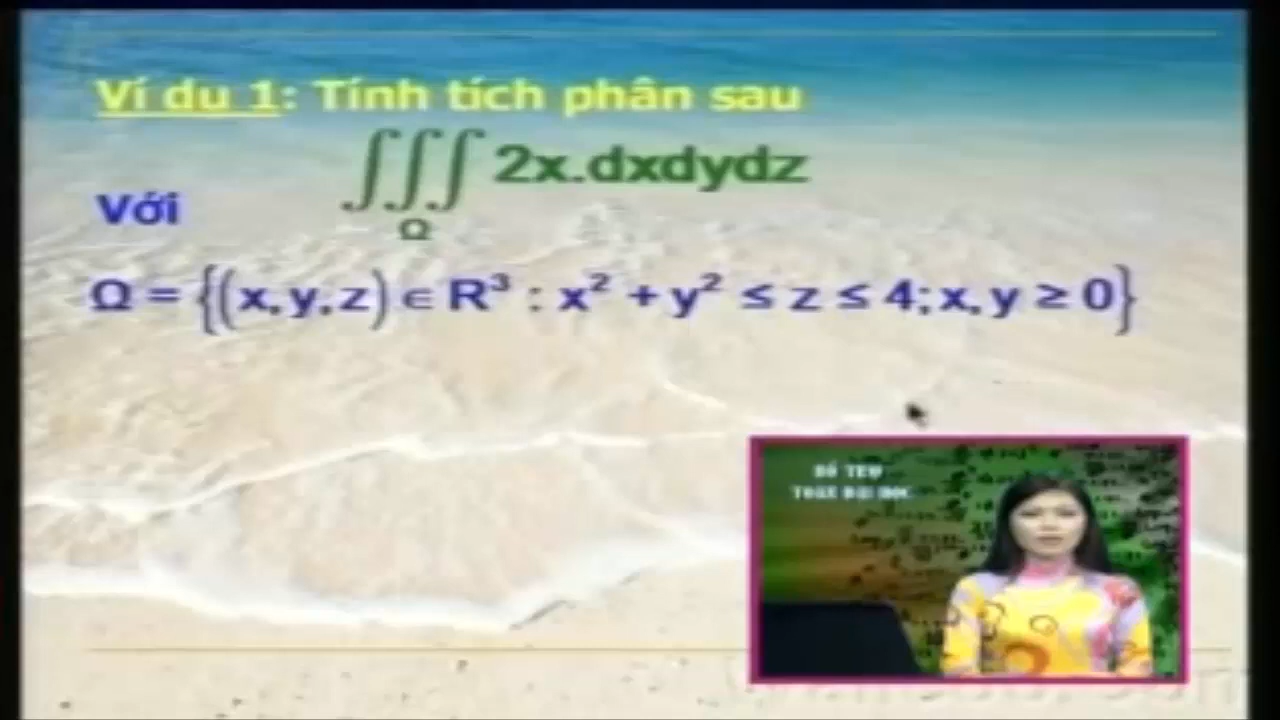 Ví dụ 1: Tính tích phân sau
∫∫∫ 2x.dxdydz
Ω
Với
Ω = {(x,y,z) ∈ R³ : x² + y² ≤ z ≤ 4; x, y ≥ 0}